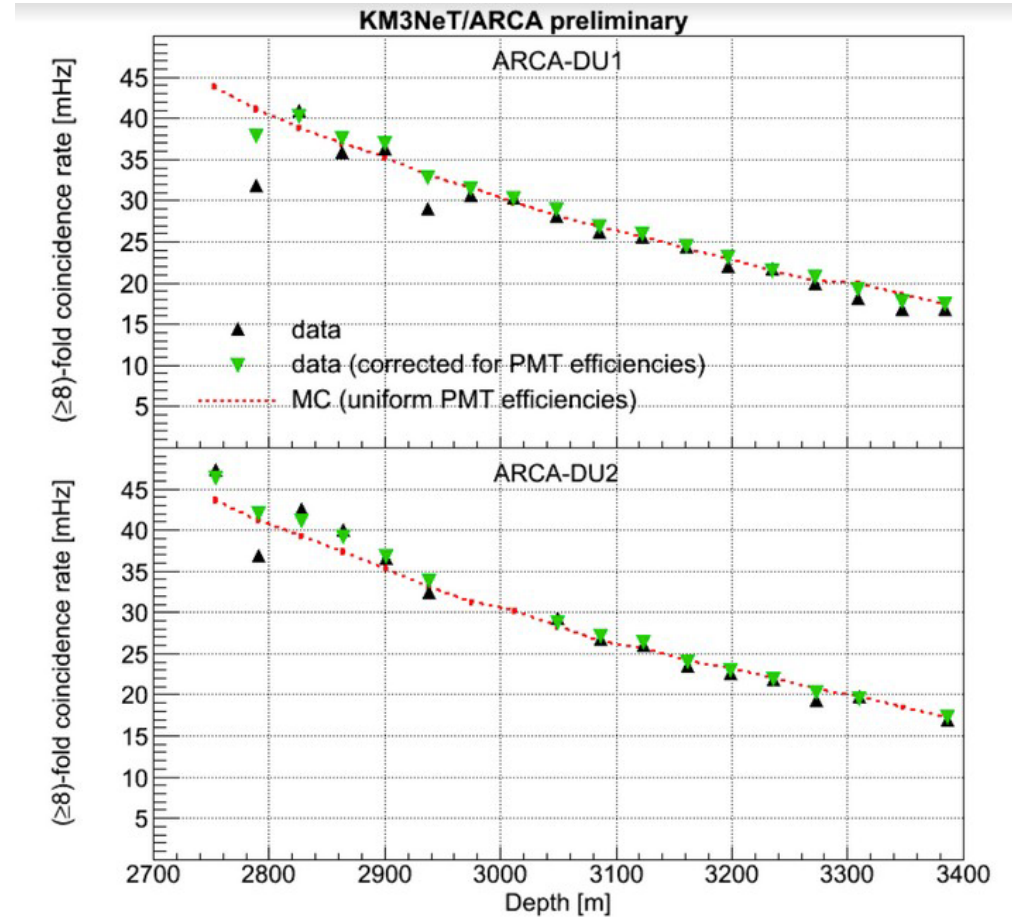 KM3NeT/ARCA preliminary
ARCA-DU1
(≥8)-fold coincidence rate [mHz]
45
40
35
30
25
20
15
10
5
data
data (corrected for PMT efficiencies)
MC (uniform PMT efficiencies)
ARCA-DU2
(≥8)-fold coincidence rate [mHz]
45
40
35
30
25
20
15
10
5
2700 2800 2900 3000 3100 3200 3300 3400
Depth [m]